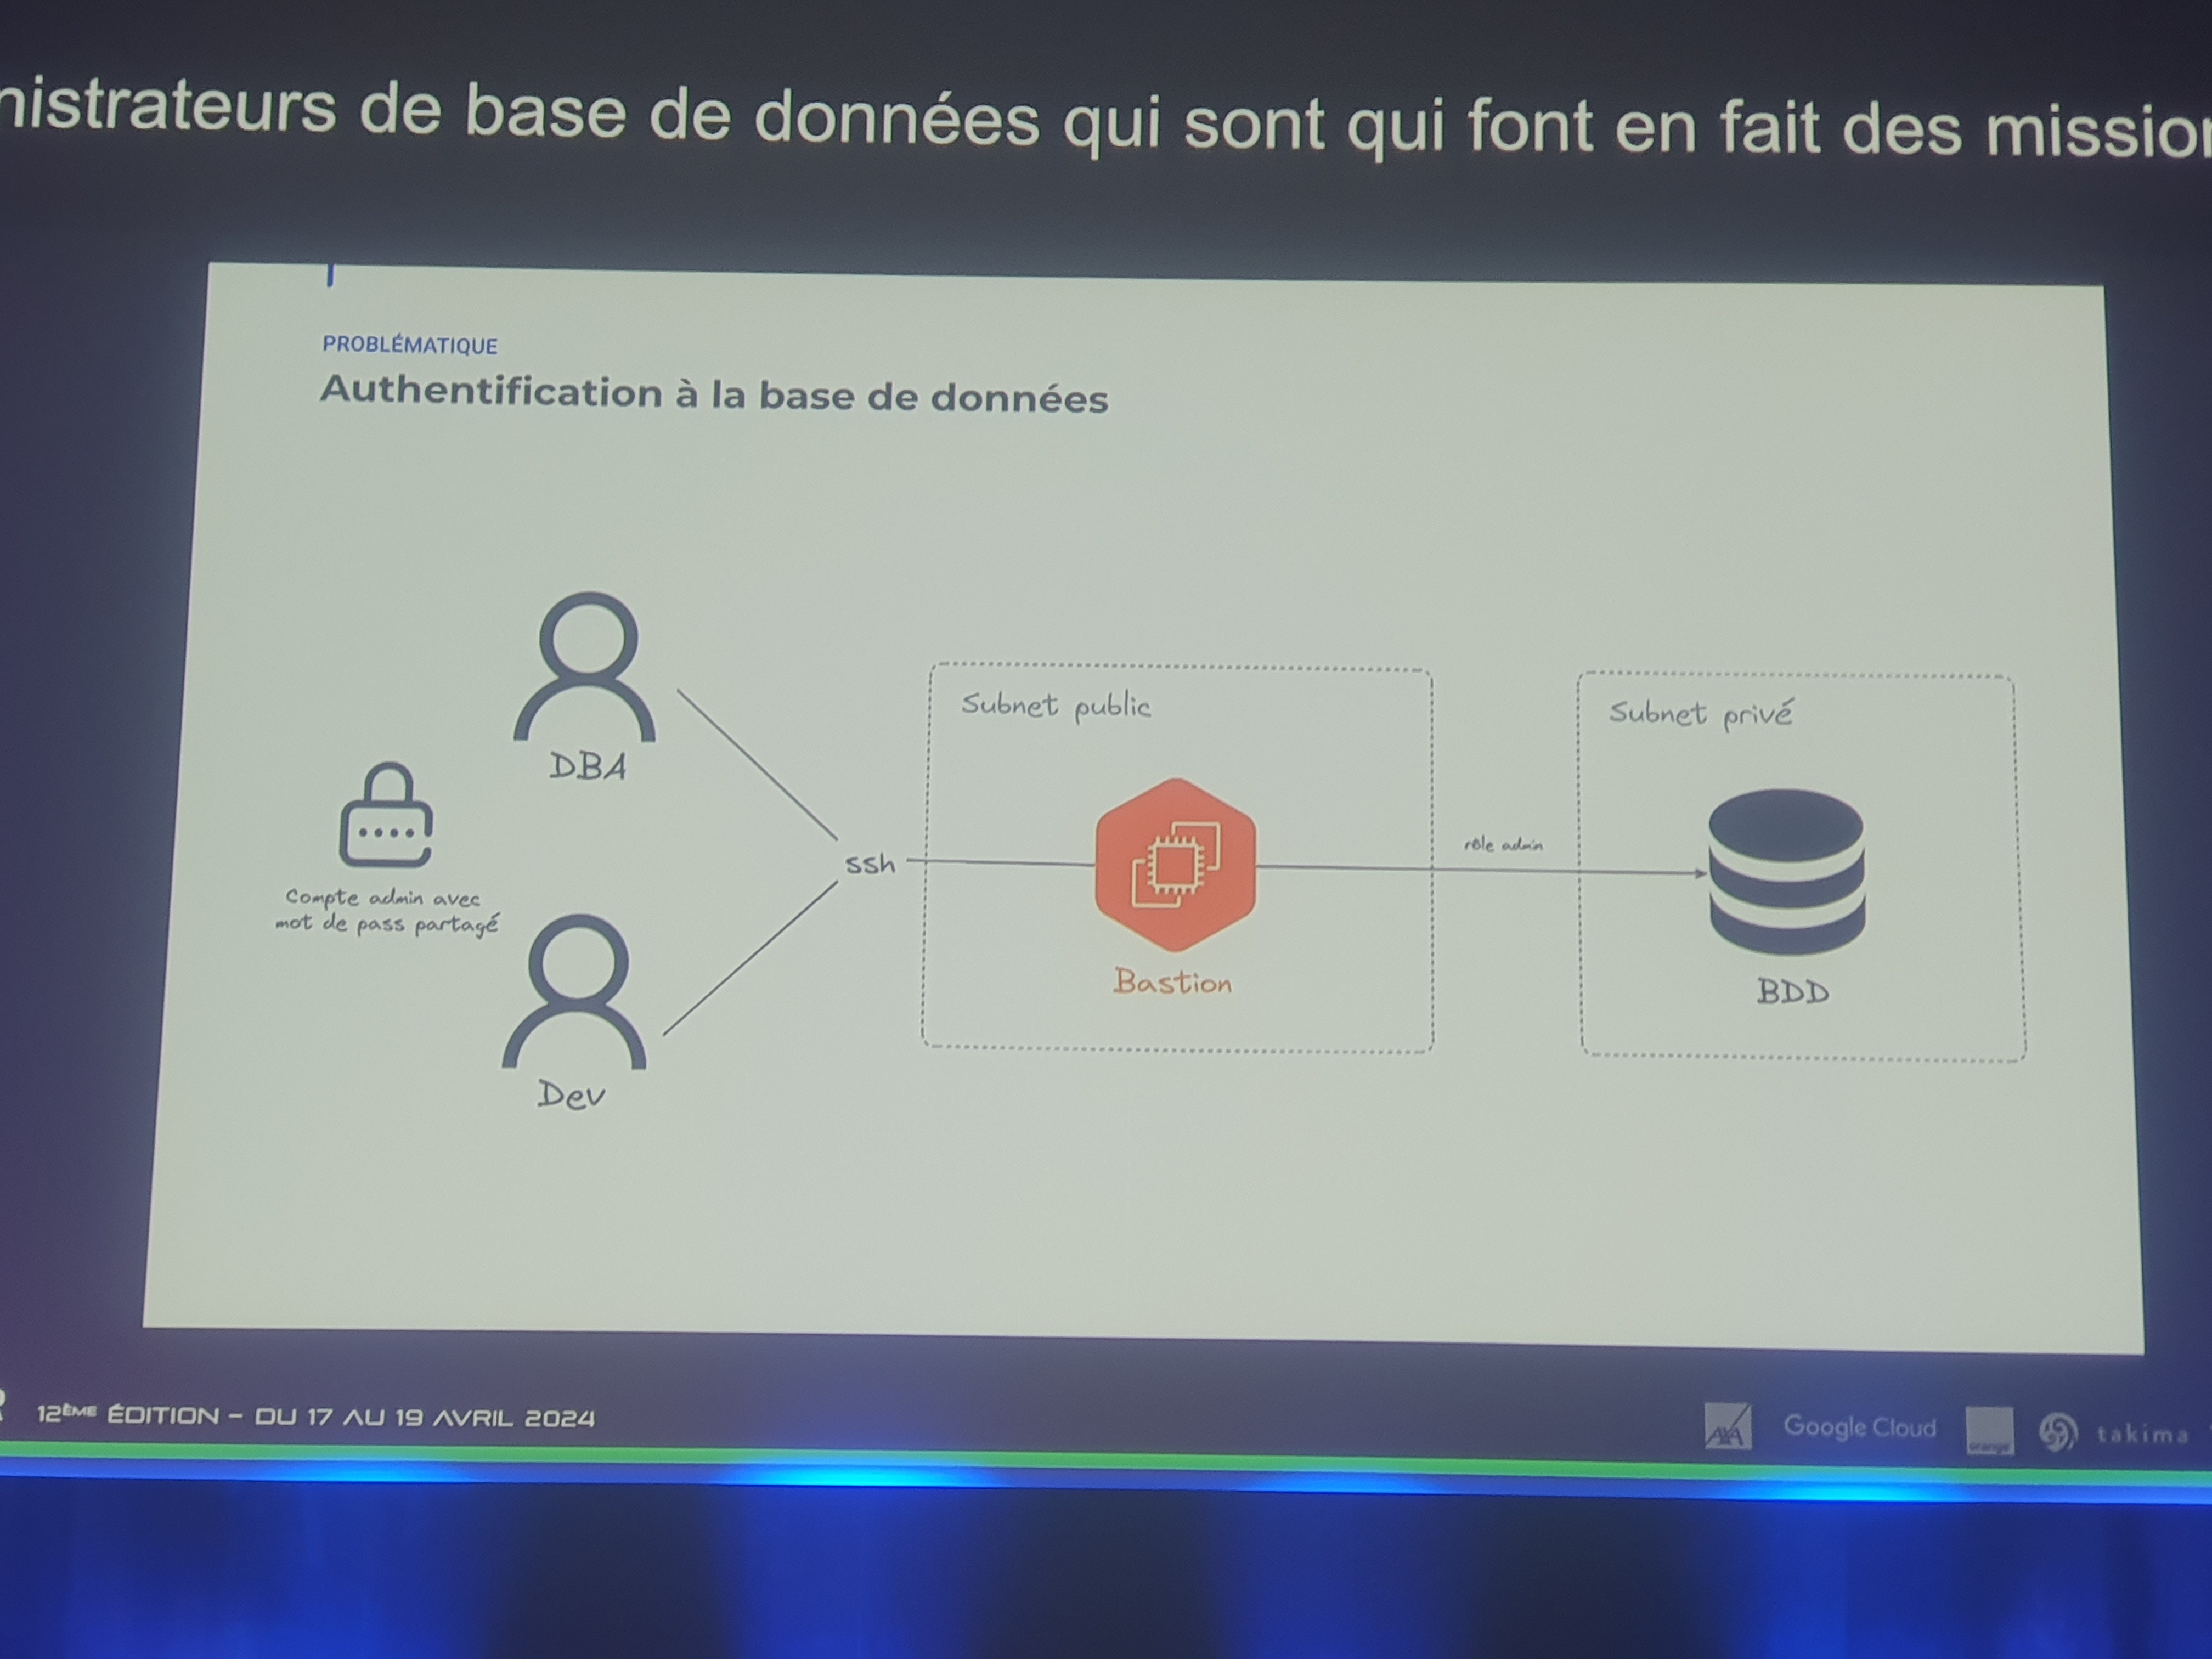 nistrateurs de base de données qui sont qui font en fait des mission
PROBLÉMATIQUE
Authentification à la base de données
DBA
Subnet public
Subnet privé
ssh
rôle admin
Compte admin avec
mot de pass partagé
Bastion
BDD
Dev
12ÈME ÉDITION - DU 17 AU 19 AVRIL 2024
AXA
Google Cloud
orange
takima